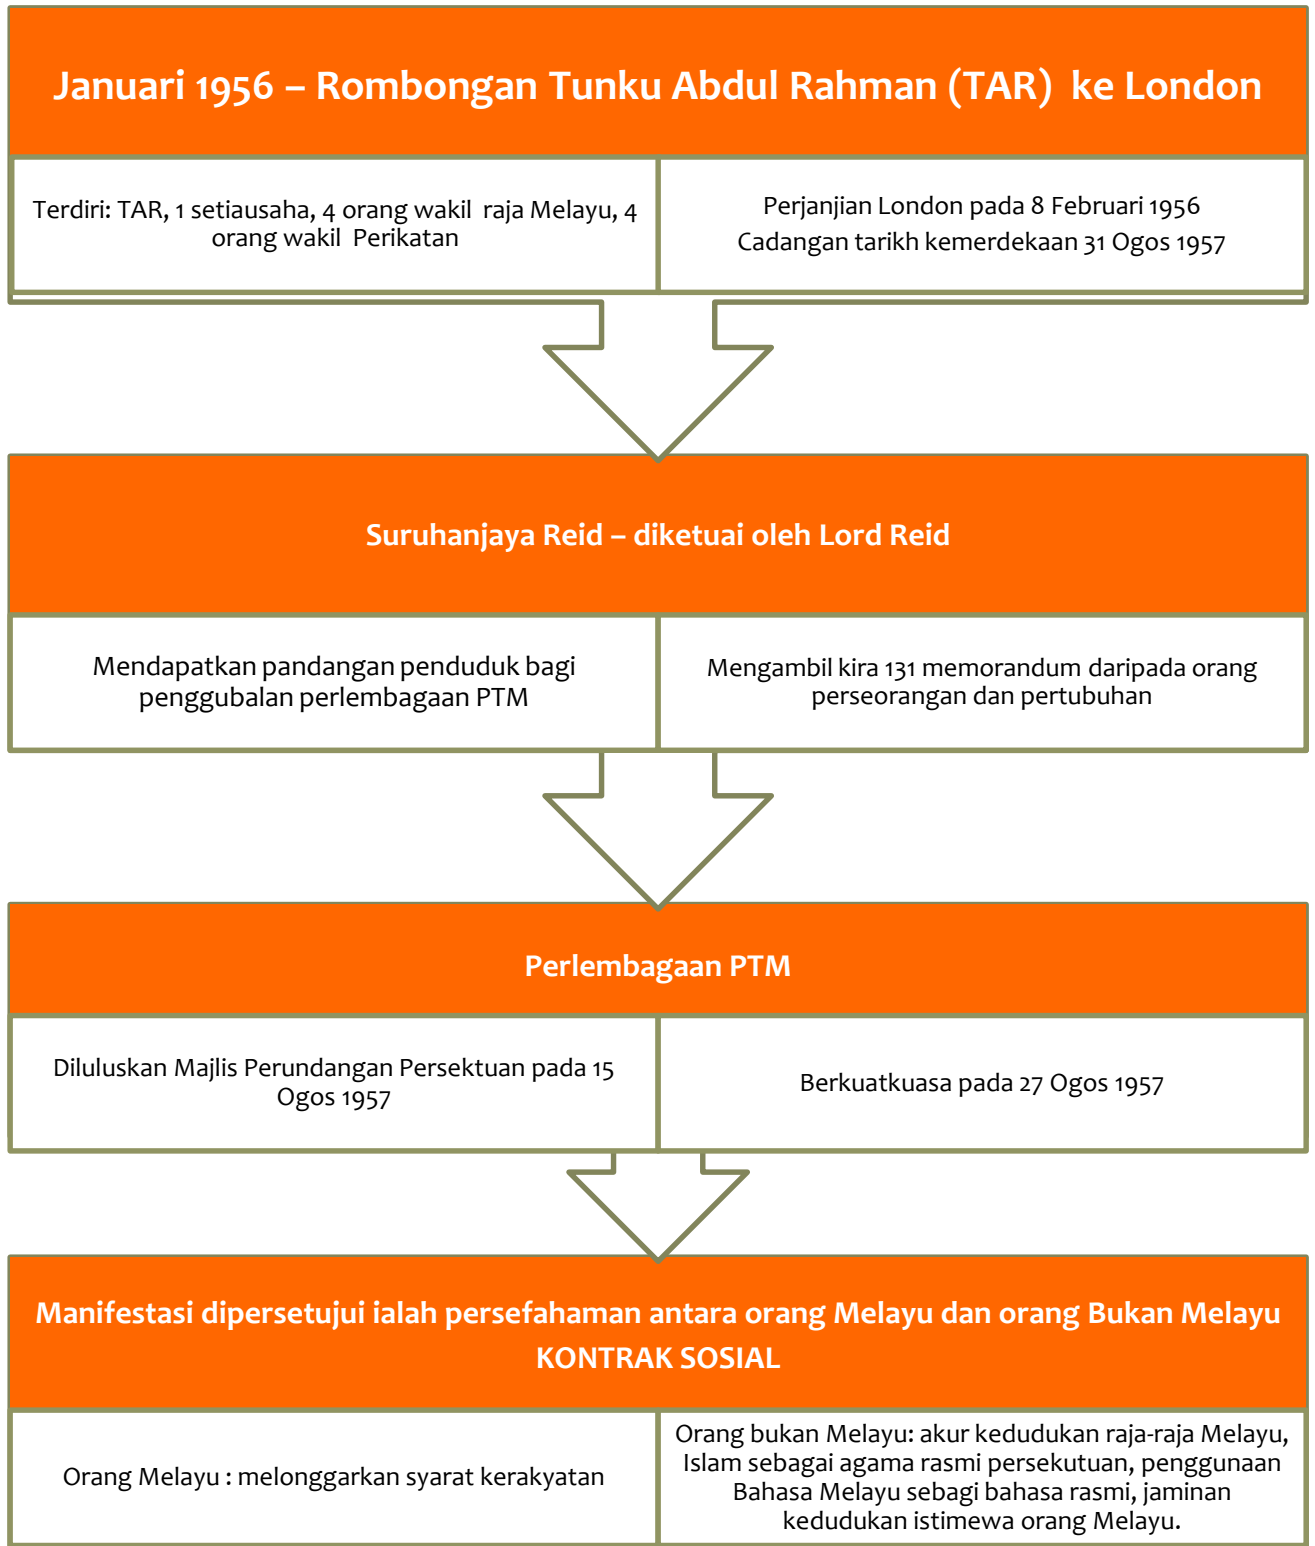 Januari 1956 – Rombongan Tunku Abdul Rahman (TAR) ke London
Terdiri: TAR, 1 setiausaha, 4 orang wakil raja Melayu, 4
orang wakil Perikatan
Perjanjian London pada 8 Februari 1956
Cadangan tarikh kemerdekaan 31 Ogos 1957
Suruhanjaya Reid – diketuai oleh Lord Reid
Mendapatkan pandangan penduduk bagi
penggubalan perlembagaan PTM
Mengambil kira 131 memorandum daripada orang
perseorangan dan pertubuhan
Perlembagaan PTM
Diluluskan Majlis Perundangan Persektuan pada 15
Ogos 1957
Berkuatkuasa pada 27 Ogos 1957
Manifestasi dipersetujui ialah persefahaman antara orang Melayu dan orang Bukan Melayu
KONTRAK SOSIAL
Orang Melayu : melonggarkan syarat kerakyatan
Orang bukan Melayu: akur kedudukan raja-raja Melayu,
Islam sebagai agama rasmi persekutuan, penggunaan
Bahasa Melayu sebagi bahasa rasmi, jaminan
kedudukan istimewa orang Melayu.